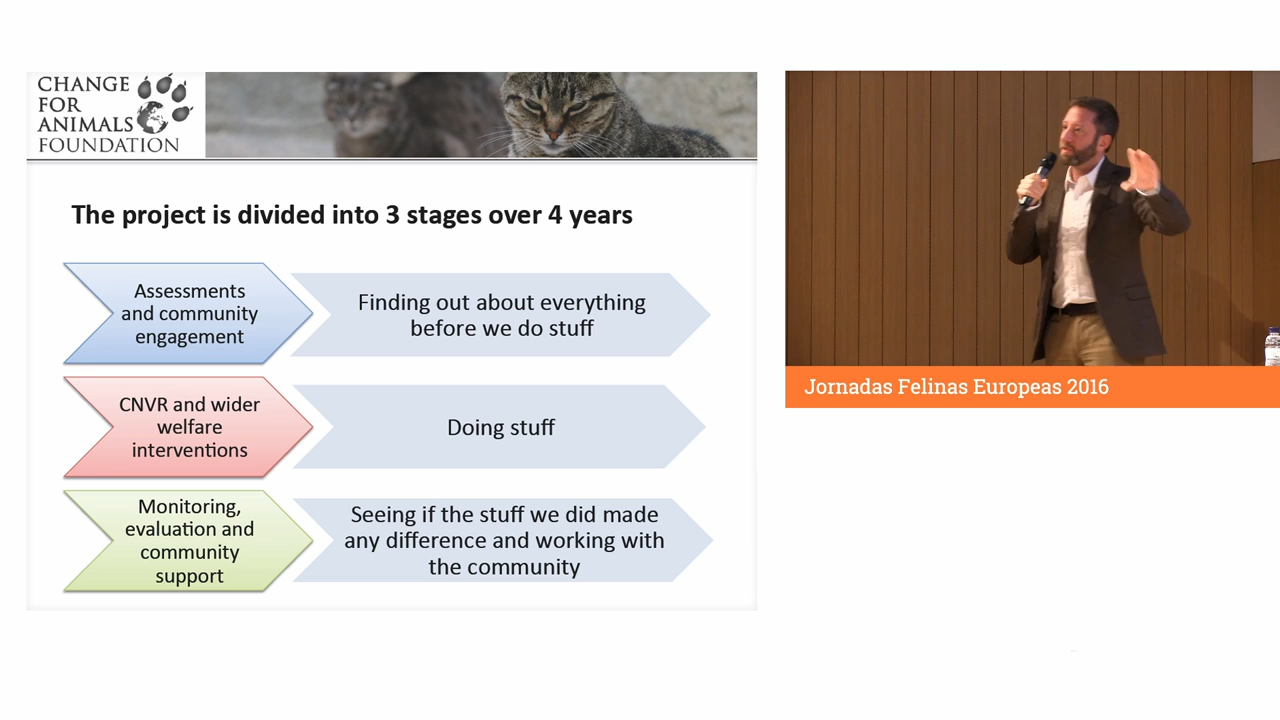 CHANGE
FOR
ANIMALS
FOUNDATION
The project is divided into 3 stages over 4 years
Assessments
and community
engagement
Finding out about everything
before we do stuff
CNVR and wider
welfare
interventions
Doing stuff
Monitoring,
evaluation and
community
support
Seeing if the stuff we did made
any difference and working with
the community
Jornadas Felinas Europeas 2016